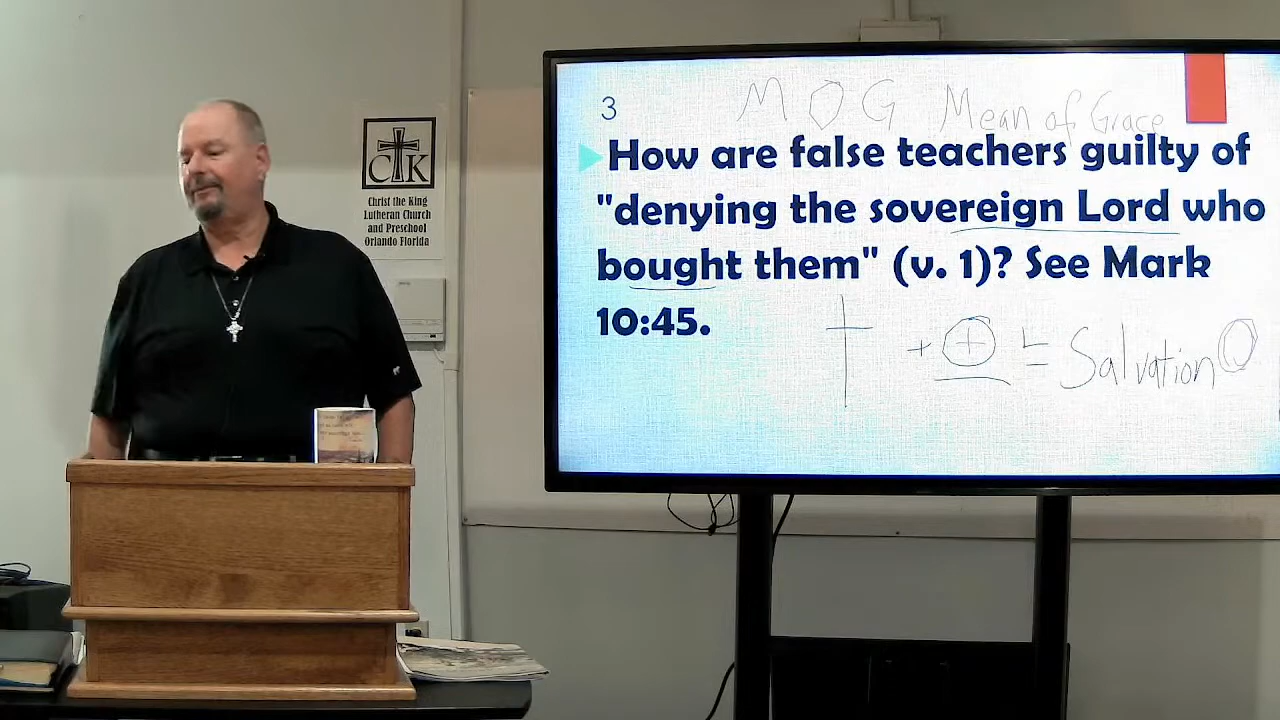 CTK
Christ the King
Lutheran Church
and Preschool
Orlando Florida
3
M O G Mean of Grace
How are false teachers guilty of
"denying the sovereign Lord who
bought them" (v. 1)? See Mark
10:45.
+ + = Salvation